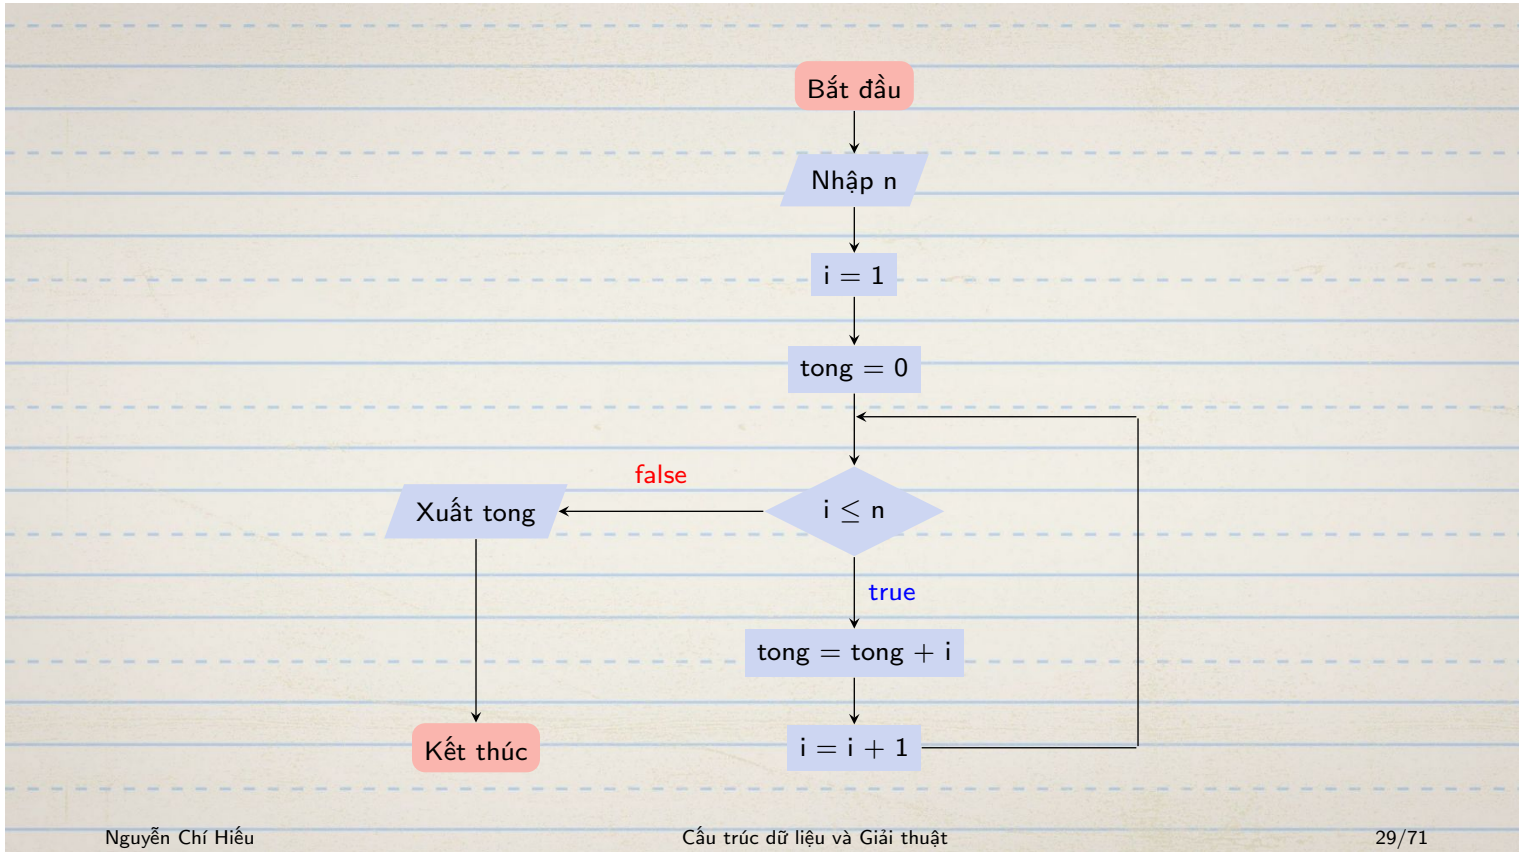 Bắt đầu
Nhập n
i = 1
tong = 0
i ≤ n
false
Xuất tong
true
tong = tong + i
i = i + 1
Kết thúc
Nguyễn Chí Hiếu
Cấu trúc dữ liệu và Giải thuật
29/71